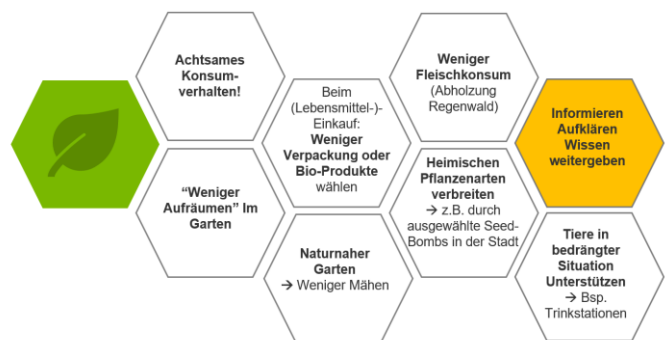 Achtsames
Konsum-
verhalten!
Beim
(Lebensmittel-)-
Einkauf:
Weniger
Verpackung oder
Bio-Produkte
wählen
Weniger
Fleischkonsum
(Abholzung
Regenwald)
Informieren
Aufklären
Wissen
weitergeben
“Weniger
Aufräumen” Im
Garten
Naturnaher
Garten
→ Weniger Mähen
Heimischen
Pflanzenarten
verbreiten
→ z.B. durch
ausgewählte Seed-
Bombs in der Stadt
Tiere in
bedrängter
Situation
Unterstützen
→ Bsp.
Trinkstationen